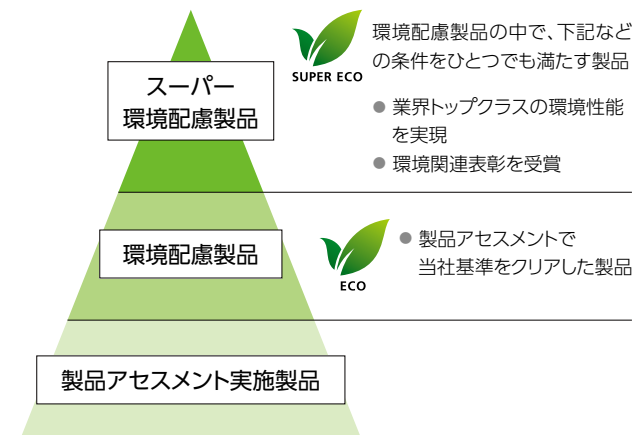 環境配慮製品の中で、下記など
の条件をひとつでも満たす製品
SUPER ECO
スーパー
環境配慮製品
● 業界トップクラスの環境性能
を実現
● 環境関連表彰を受賞
環境配慮製品
ECO
● 製品アセスメントで
当社基準をクリアした製品
製品アセスメント実施製品